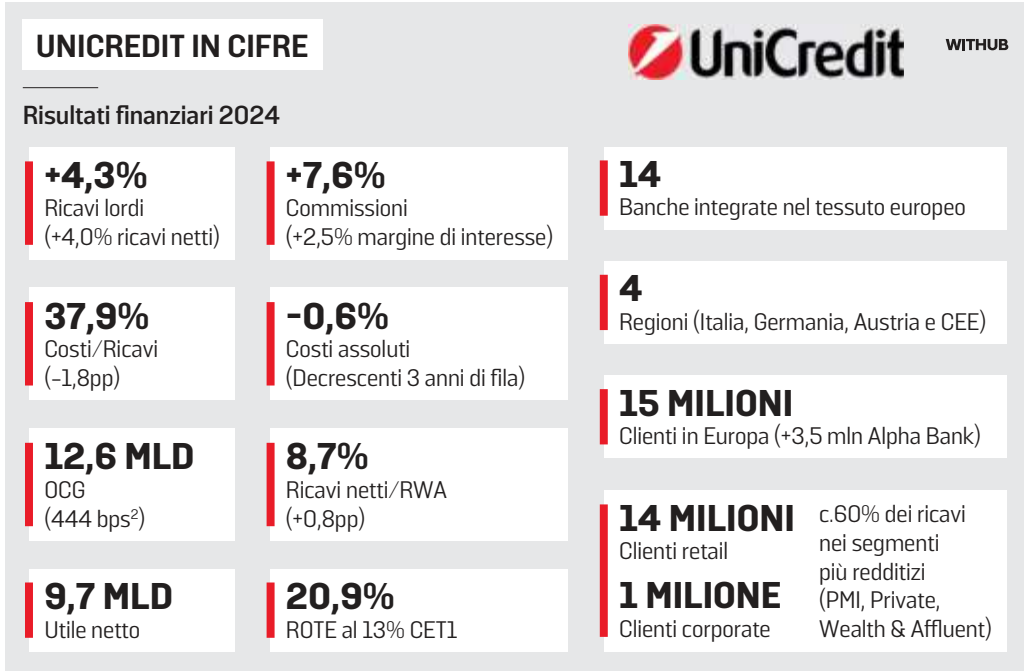 UNICREDIT IN CIFRE
UniCredit
WITHUB
Risultati finanziari 2024
+4,3%
Ricavi lordi
(+4,0% ricavi netti)
+7,6%
Commissioni
(+2,5% margine di interesse)
37,9%
Costi/Ricavi
(-1,8pp)
-0,6%
Costi assoluti
(Decrescenti 3 anni di fila)
12,6 MLD
OCG
(444 bps²)
8,7%
Ricavi netti/RWA
(+0,8pp)
9,7 MLD
Utile netto
20,9%
ROTE al 13% CET1
14
Banche integrate nel tessuto europeo
4
Regioni (Italia, Germania, Austria e CEE)
15 MILIONI
Clienti in Europa (+3,5 mln Alpha Bank)
14 MILIONI
Clienti retail
1 MILIONE
Clienti corporate
c.60% dei ricavi
nei segmenti
più redditizi
(PMI, Private,
Wealth & Affluent)